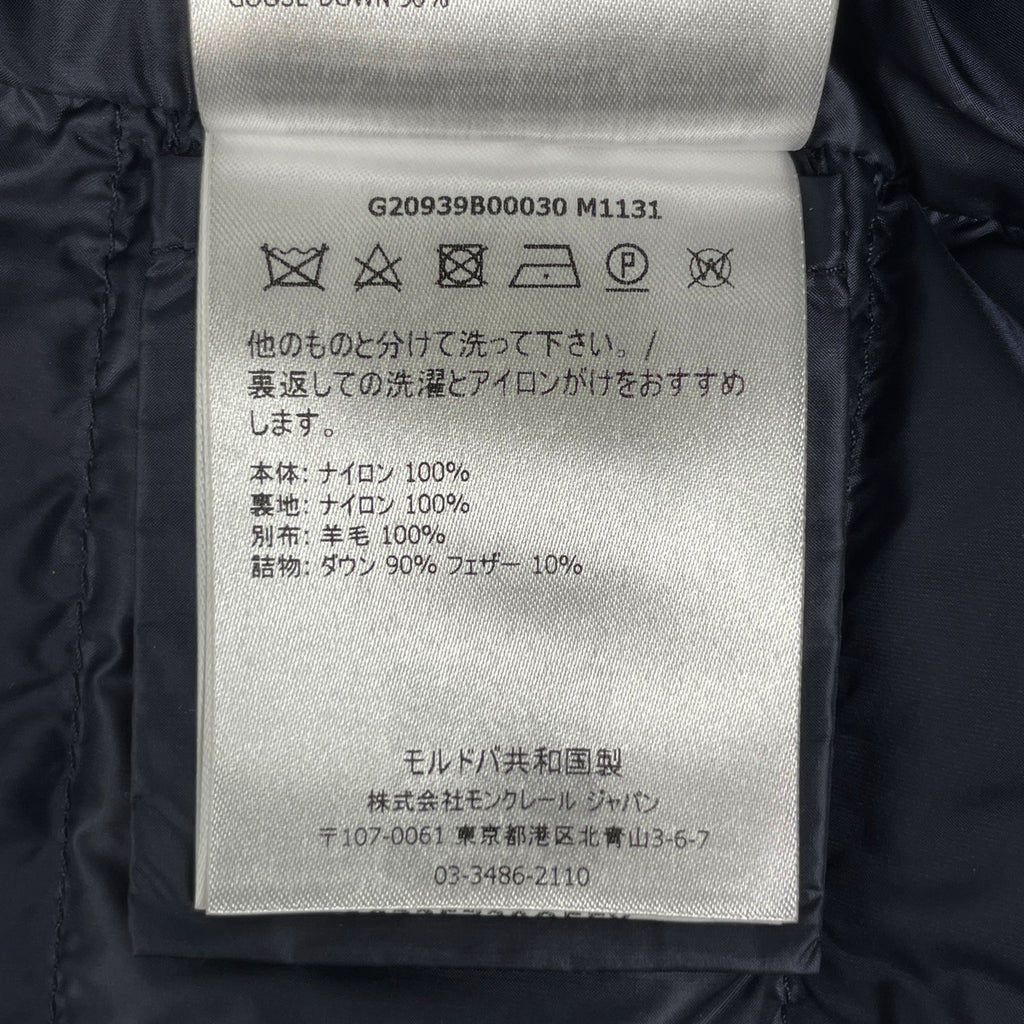 GOOSE DOWN 90%
G20939B00030 M1131
他のものと分けて洗って下さい。/
裏返しての洗濯とアイロンがけをおすすめ
します。
本体: ナイロン 100%
裏地: ナイロン 100%
別布: 羊毛 100%
詰物: ダウン 90% フェザー 10%
モルドバ共和国製
株式会社モンクレール ジャパン
〒107-0061 東京都港区北青山3-6-7
03-3486-2110